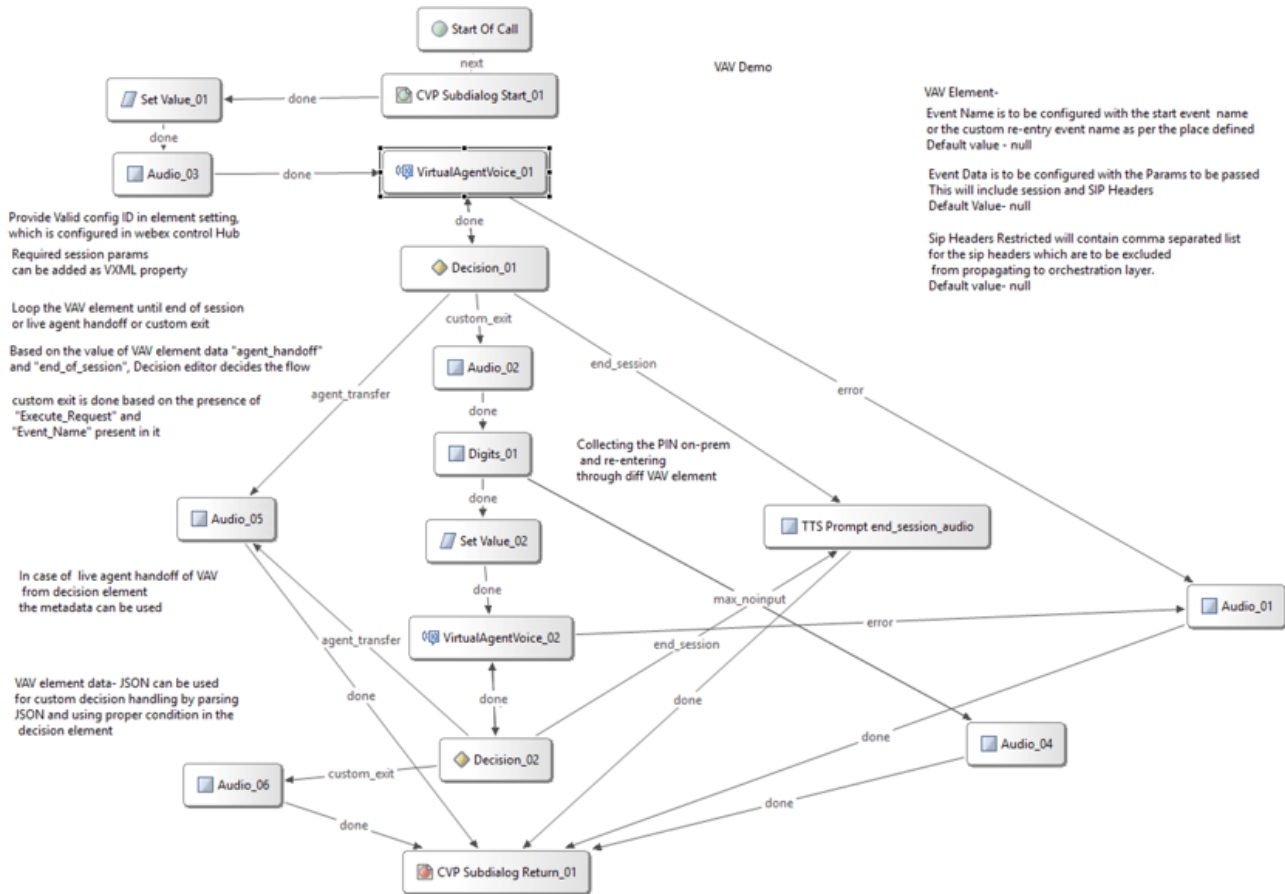 Start Of Call
next
VAV Demo
CVP Subdialog Start_01
done
Set Value_01
done
Audio_03
done
VirtualAgentVoice_01
VAV Element-
Event Name is to be configured with the start event name
or the custom re-entry event name as per the place defined
Default value - null
Event Data is to be configured with the Params to be passed
This will include session and SIP Headers
Default Value- null
Sip Headers Restricted will contain comma separated list
for the sip headers which are to be excluded
from propagating to orchestration layer.
Default value- null
Provide Valid config ID in element setting,
which is configured in webex control Hub
Required session params
can be added as VXML property
done
Decision_01
Loop the VAV element until end of session
or live agent handoff or custom exit
custom_exit
Based on the value of VAV element data "agent_handoff"
and "end_of_session", Decision editor decides the flow
Audio_02
end_session
agent_transfer
error
custom exit is done based on the presence of
"Execute_Request" and
"Event_Name" present in it
done
Digits_01
Collecting the PIN on-prem
and re-entering
through diff VAV element
done
Audio_05
Set Value_02
TTS Prompt end_session_audio
In case of live agent handoff of VAV
from decision element
the metadata can be used
done
max_noinput
Audio_01
VirtualAgentVoice_02
error
agent_transfer
end_session
VAV element data- JSON can be used
for custom decision handling by parsing
JSON and using proper condition in the
decision element
done
done
done
done
Audio_04
Decision_02
custom_exit
Audio_06
done
done
CVP Subdialog Return_01